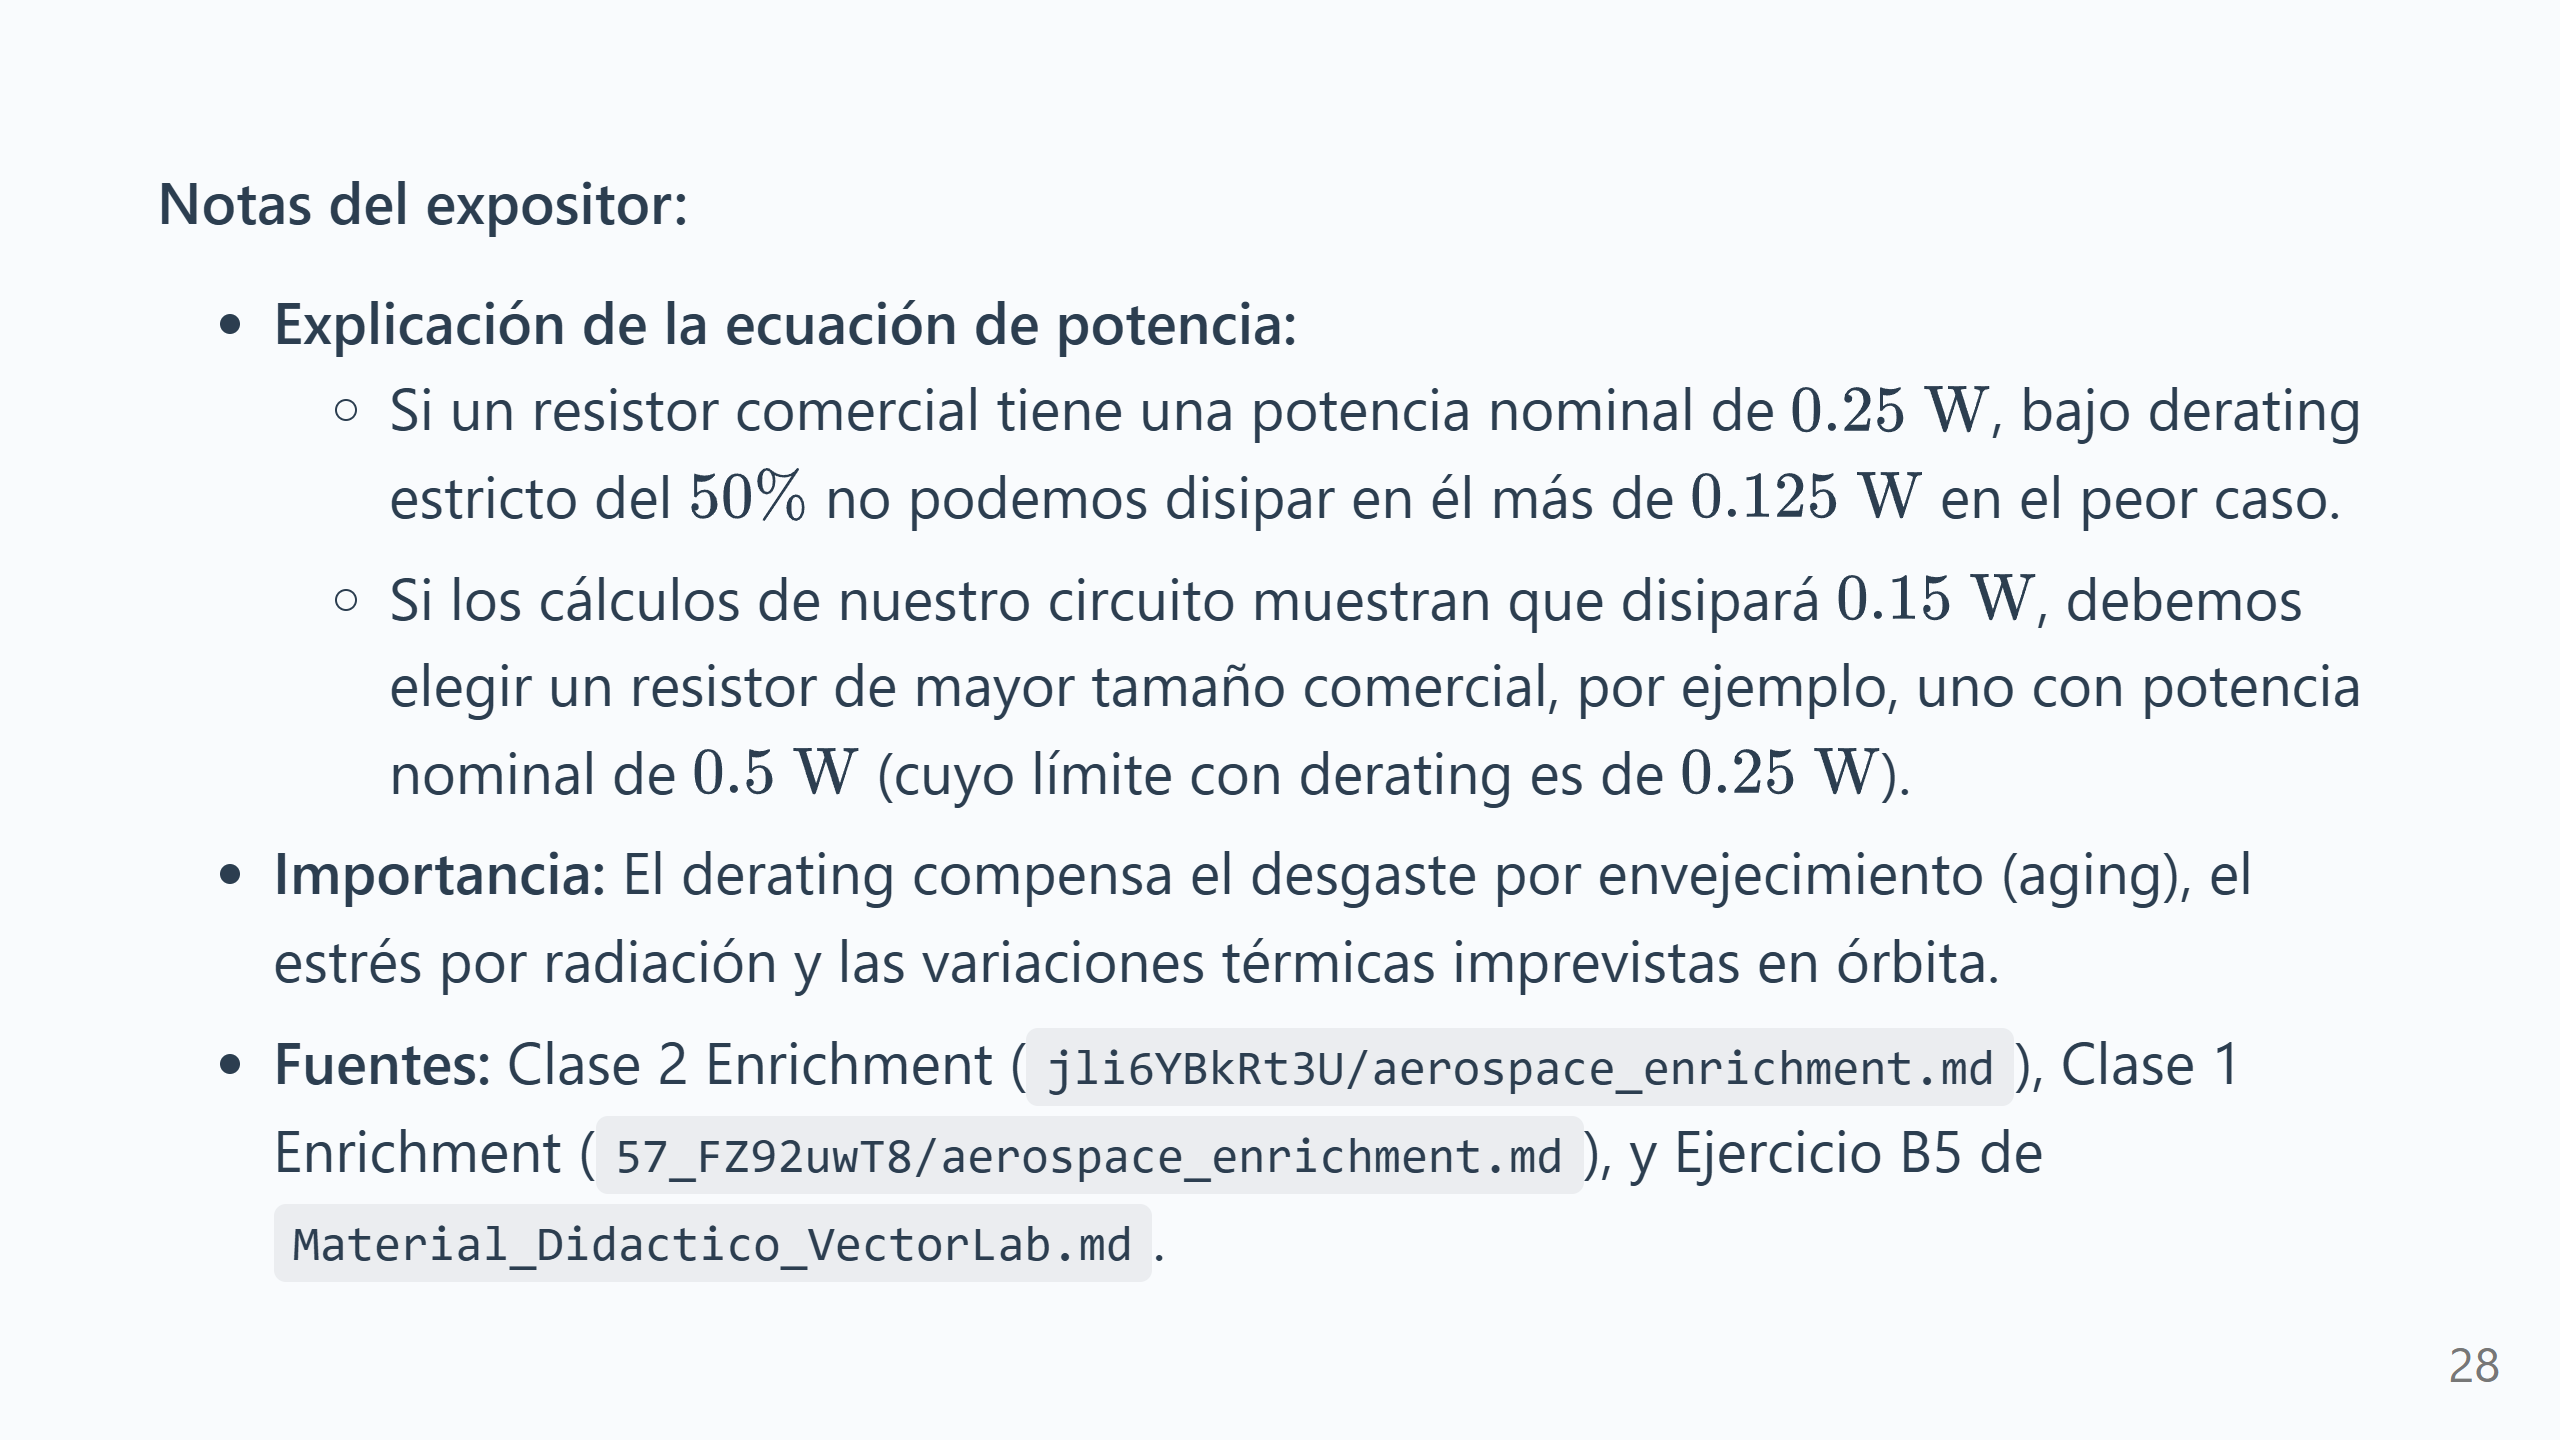 Notas del expositor:
• Explicación de la ecuación de potencia:
◦ Si un resistor comercial tiene una potencia nominal de 0.25 W, bajo derating
estricto del 50% no podemos disipar en él más de 0.125 W en el peor caso.
◦ Si los cálculos de nuestro circuito muestran que disipará 0.15 W, debemos
elegir un resistor de mayor tamaño comercial, por ejemplo, uno con potencia
nominal de 0.5 W (cuyo límite con derating es de 0.25 W).
• Importancia: El derating compensa el desgaste por envejecimiento (aging), el
estrés por radiación y las variaciones térmicas imprevistas en órbita.
• Fuentes: Clase 2 Enrichment ( jli6YBkRt3U/aerospace_enrichment.md ), Clase 1
Enrichment ( 57_FZ92uwT8/aerospace_enrichment.md ), y Ejercicio B5 de
Material_Didactico_VectorLab.md .
28